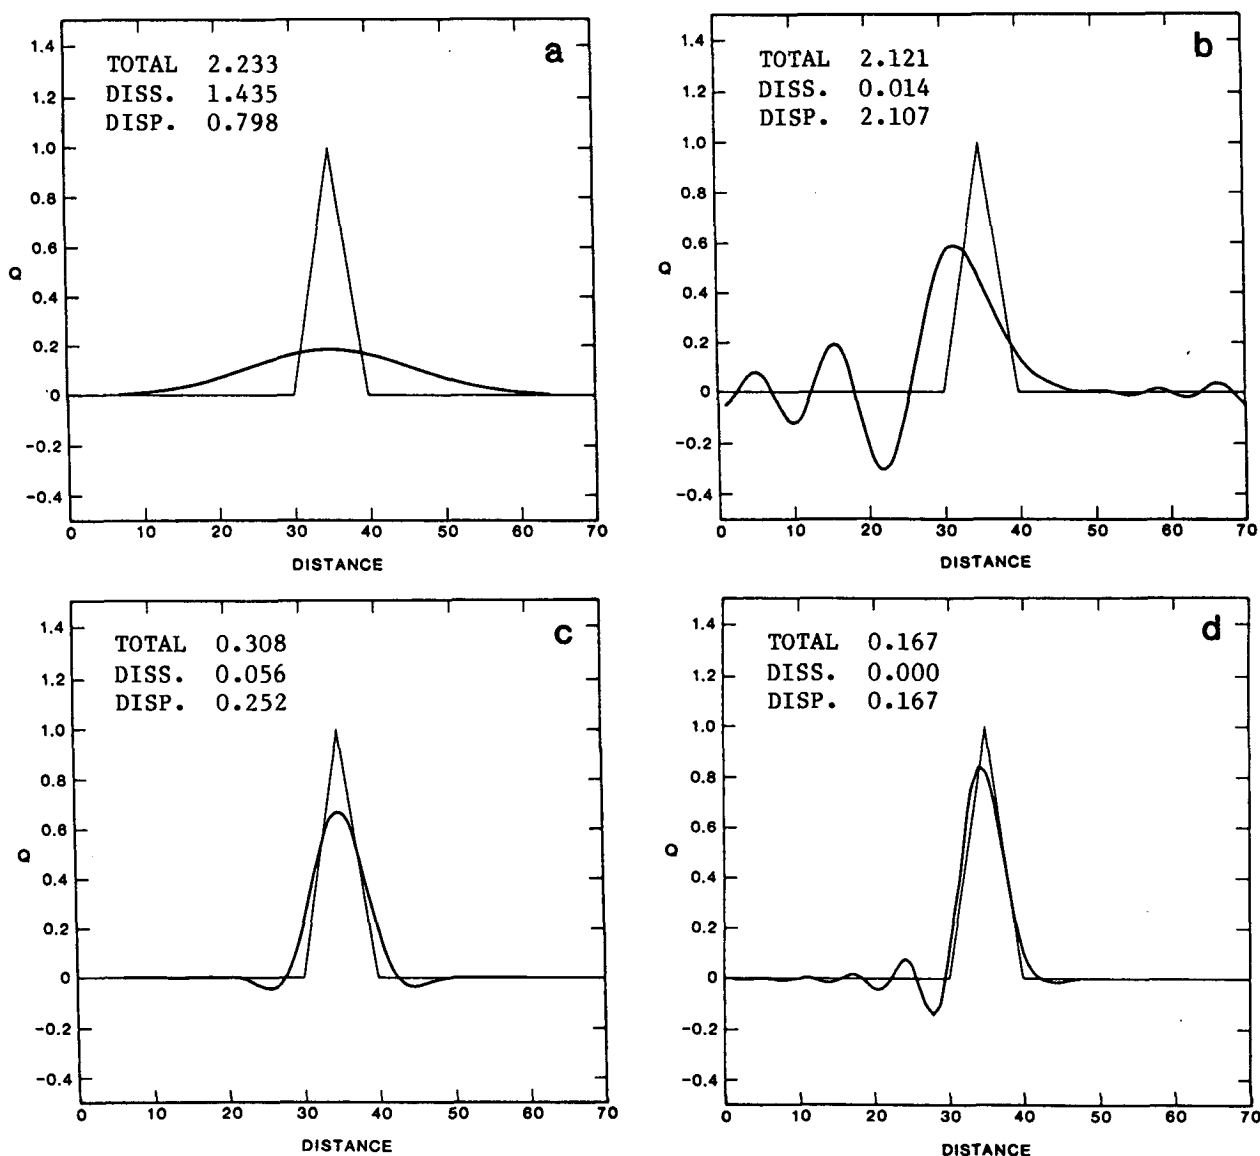 a
TOTAL 2.233
DISS. 1.435
DISP. 0.798
1.4
1.2
1.0
0.8
0.6
0.4
0.2
0
-0.2
-0.4
Q
0 10 20 30 40 50 60 70
DISTANCE
b
TOTAL 2.121
DISS. 0.014
DISP. 2.107
1.4
1.2
1.0
0.8
0.6
0.4
0.2
0
-0.2
-0.4
Q
0 10 20 30 40 50 60 70
DISTANCE
c
TOTAL 0.308
DISS. 0.056
DISP. 0.252
1.4
1.2
1.0
0.8
0.6
0.4
0.2
0
-0.2
-0.4
Q
0 10 20 30 40 50 60 70
DISTANCE
d
TOTAL 0.167
DISS. 0.000
DISP. 0.167
1.4
1.2
1.0
0.8
0.6
0.4
0.2
0
-0.2
-0.4
Q
0 10 20 30 40 50 60 70
DISTANCE